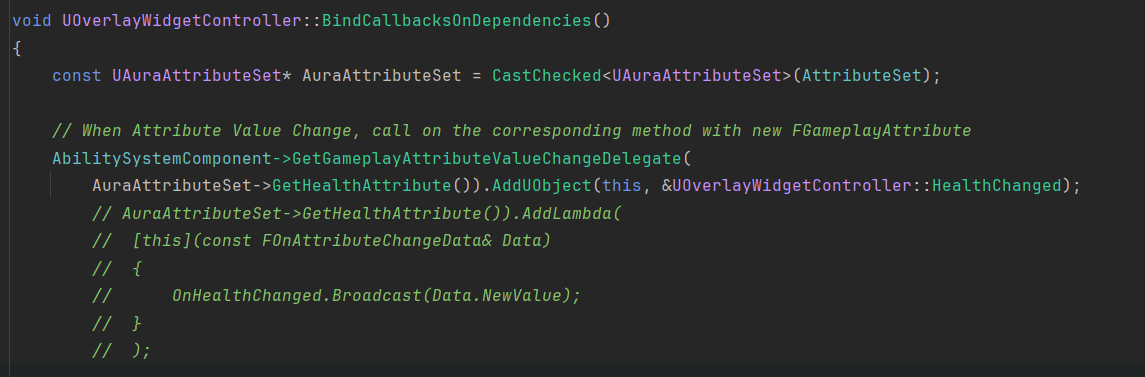 void UOverlayWidgetController::BindCallbacksOnDependencies()
{
    const UAuraAttributeSet* AuraAttributeSet = CastChecked<UAuraAttributeSet>(AttributeSet);
    // When Attribute Value Change, call on the corresponding method with new FGameplayAttribute
    AbilitySystemComponent->GetGameplayAttributeValueChangeDelegate(
        AuraAttributeSet->GetHealthAttribute()).AddUObject(this, &UOverlayWidgetController::HealthChanged);
        // AuraAttributeSet->GetHealthAttribute()).AddLambda(
        //  [this](const FOnAttributeChangeData& Data)
        //  {
        //      OnHealthChanged.Broadcast(Data.NewValue);
        //  }
        //  );